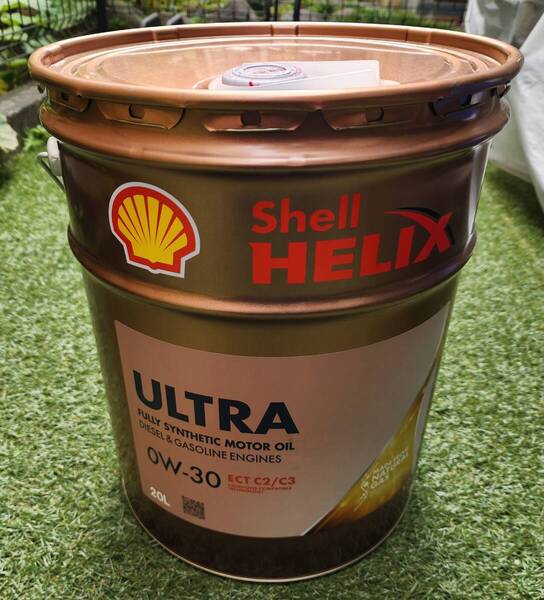 Shell
HELIX
ULTRA
FULLY SYNTHETIC MOTOR OIL
DIESEL & GASOLINE ENGINES
0W-30
ECT C2/C3
20L